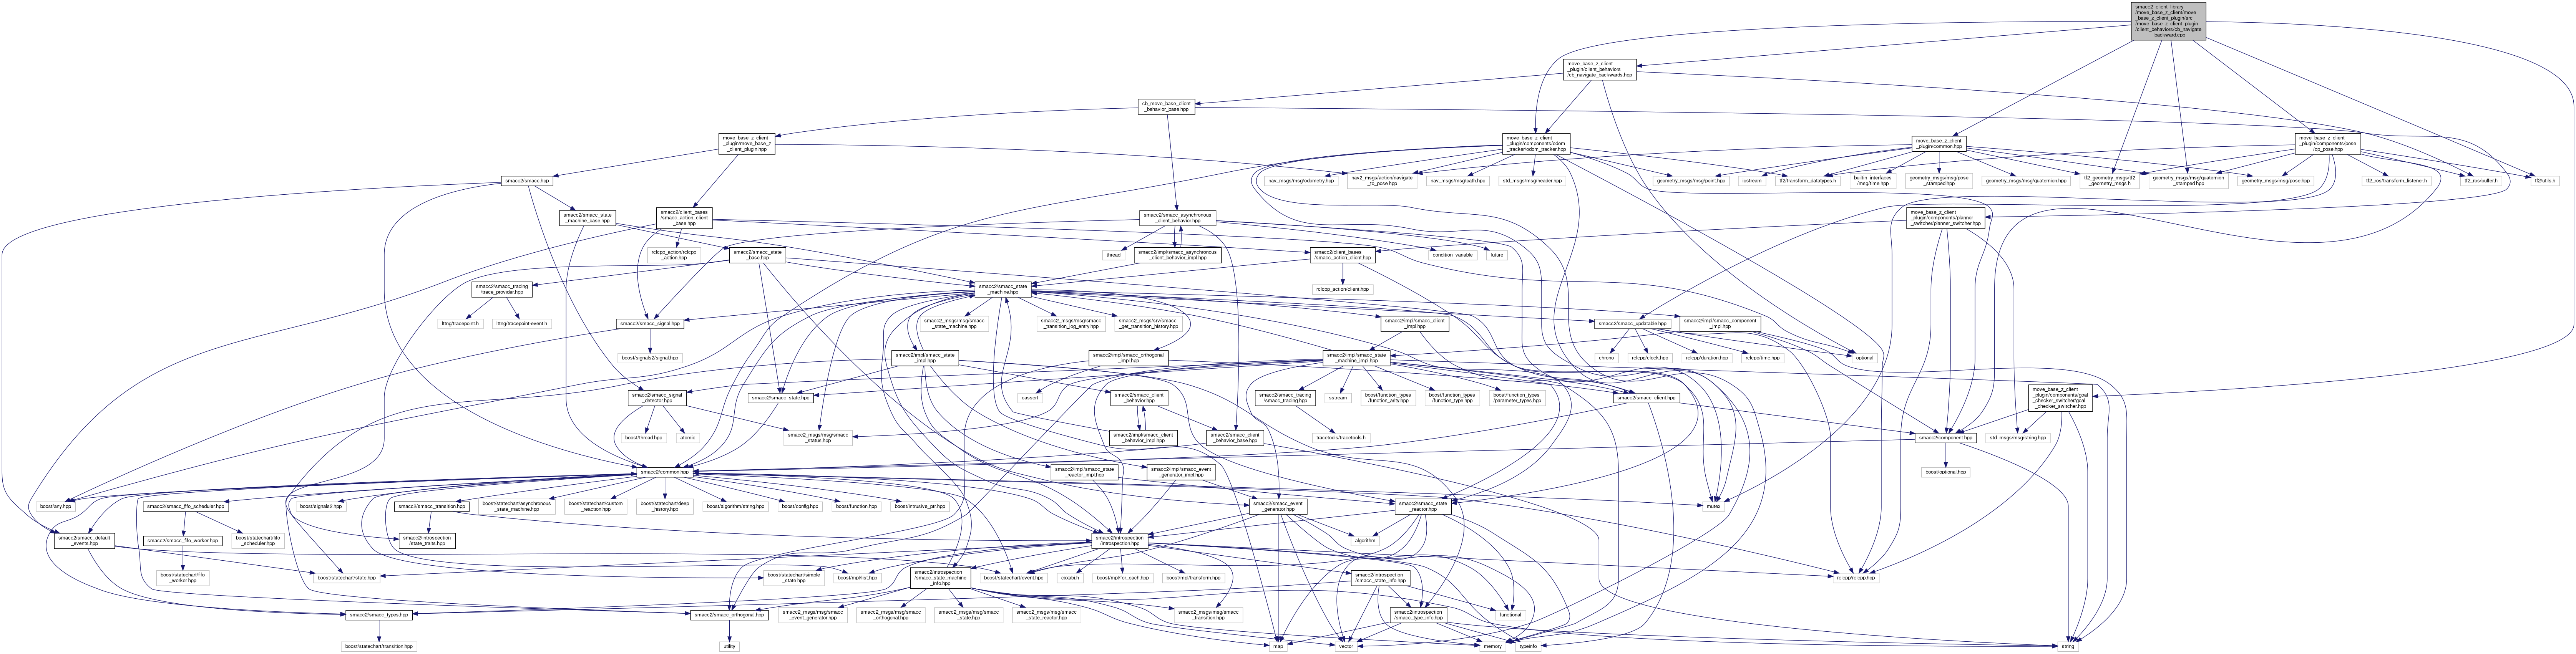 smacc2_client_library
/move_base_z_client/move
_base_z_client_plugin/src
/move_base_z_client_plugin
/client_behaviors/cb_navigate
_backward.cpp
move_base_z_client
_plugin/client_behaviors
/cb_navigate_backwards.hpp
cb_move_base_client
_behavior_base.hpp
move_base_z_client
_plugin/move_base_z
_client_plugin.hpp
move_base_z_client
_plugin/components/odom
_tracker/odom_tracker.hpp
move_base_z_client
_plugin/common.hpp
move_base_z_client
_plugin/components/pose
/cp_pose.hpp
smacc2/smacc.hpp
nav_msgs/msg/odometry.hpp
nav2_msgs/action/navigate
_to_pose.hpp
nav_msgs/msg/path.hpp
std_msgs/msg/header.hpp
geometry_msgs/msg/point.hpp
iostream
tf2/transform_datatypes.h
builtin_interfaces
/msg/time.hpp
geometry_msgs/msg/pose
_stamped.hpp
geometry_msgs/msg/quaternion.hpp
tf2_geometry_msgs/tf2
_geometry_msgs.h
geometry_msgs/msg/quaternion
_stamped.hpp
geometry_msgs/msg/pose.hpp
tf2_ros/transform_listener.h
tf2_ros/buffer.h
tf2/utils.h
smacc2/smacc_state
_machine_base.hpp
smacc2/client_bases
/smacc_action_client
_base.hpp
smacc2/smacc_asynchronous
_client_behavior.hpp
move_base_z_client
_plugin/components/planner
_switcher/planner_switcher.hpp
smacc2/smacc_state
_base.hpp
rclcpp_action/rclcpp
_action.hpp
thread
smacc2/impl/smacc_asynchronous
_client_behavior_impl.hpp
smacc2/client_bases
/smacc_action_client.hpp
condition_variable
future
smacc2/smacc_tracing
/trace_provider.hpp
smacc2/smacc_state
_machine.hpp
rclcpp_action/client.hpp
lttng/tracepoint.h
lttng/tracepoint-event.h
smacc2/smacc_signal.hpp
smacc2_msgs/msg/smacc
_state_machine.hpp
smacc2_msgs/msg/smacc
_transition_log_entry.hpp
smacc2_msgs/srv/smacc
_get_transition_history.hpp
smacc2/impl/smacc_client
_impl.hpp
smacc2/smacc_updatable.hpp
smacc2/impl/smacc_component
_impl.hpp
boost/signals2/signal.hpp
smacc2/impl/smacc_state
_impl.hpp
smacc2/impl/smacc_orthogonal
_impl.hpp
smacc2/impl/smacc_state
_machine_impl.hpp
chrono
rclcpp/clock.hpp
rclcpp/duration.hpp
rclcpp/time.hpp
optional
smacc2/smacc_signal
_detector.hpp
smacc2/smacc_state.hpp
cassert
smacc2/smacc_client
_behavior.hpp
smacc2/smacc_tracing
/smacc_tracing.hpp
sstream
boost/function_types
/function_arity.hpp
boost/function_types
/function_type.hpp
boost/function_types
/parameter_types.hpp
smacc2/smacc_client.hpp
move_base_z_client
_plugin/components/goal
_checker_switcher/goal
_checker_switcher.hpp
boost/thread.hpp
atomic
smacc2_msgs/msg/smacc
_status.hpp
smacc2/impl/smacc_client
_behavior_impl.hpp
smacc2/smacc_client
_behavior_base.hpp
tracetools/tracetools.h
smacc2/component.hpp
std_msgs/msg/string.hpp
smacc2/common.hpp
smacc2/impl/smacc_state
_reactor_impl.hpp
smacc2/impl/smacc_event
_generator_impl.hpp
boost/optional.hpp
boost/any.hpp
smacc2/smacc_fifo_scheduler.hpp
boost/signals2.hpp
smacc2/smacc_transition.hpp
boost/statechart/asynchronous
_state_machine.hpp
boost/statechart/custom
_reaction.hpp
boost/statechart/deep
_history.hpp
boost/algorithm/string.hpp
boost/config.hpp
boost/function.hpp
boost/intrusive_ptr.hpp
smacc2/smacc_event
_generator.hpp
smacc2/smacc_state
_reactor.hpp
mutex
smacc2/smacc_default
_events.hpp
smacc2/smacc_fifo_worker.hpp
boost/statechart/fifo
_scheduler.hpp
smacc2/introspection
/state_traits.hpp
smacc2/introspection
/introspection.hpp
algorithm
boost/statechart/fifo
_worker.hpp
boost/statechart/state.hpp
boost/statechart/simple
_state.hpp
boost/mpl/list.hpp
smacc2/introspection
/smacc_state_machine
_info.hpp
boost/statechart/event.hpp
cxxabi.h
boost/mpl/for_each.hpp
boost/mpl/transform.hpp
smacc2/introspection
/smacc_state_info.hpp
rclcpp/rclcpp.hpp
smacc2/smacc_types.hpp
smacc2/smacc_orthogonal.hpp
smacc2_msgs/msg/smacc
_event_generator.hpp
smacc2_msgs/msg/smacc
_orthogonal.hpp
smacc2_msgs/msg/smacc
_state.hpp
smacc2_msgs/msg/smacc
_state_reactor.hpp
smacc2_msgs/msg/smacc
_transition.hpp
smacc2/introspection
/smacc_type_info.hpp
functional
boost/statechart/transition.hpp
utility
map
vector
memory
typeinfo
string